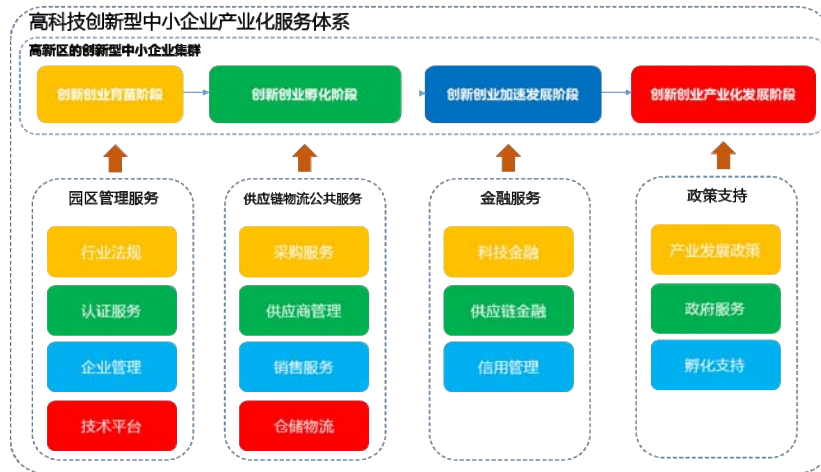 高科技创新型中小企业产业化服务体系
高新区的创新型中小企业集群
创新创业育苗阶段
创新创业孵化阶段
创新创业加速发展阶段
创新创业产业化发展阶段
园区管理服务
行业法规
认证服务
企业管理
技术平台
供应链物流公共服务
采购服务
供应商管理
销售服务
仓储物流
金融服务
科技金融
供应链金融
信用管理
政策支持
产业发展政策
政府服务
孵化支持